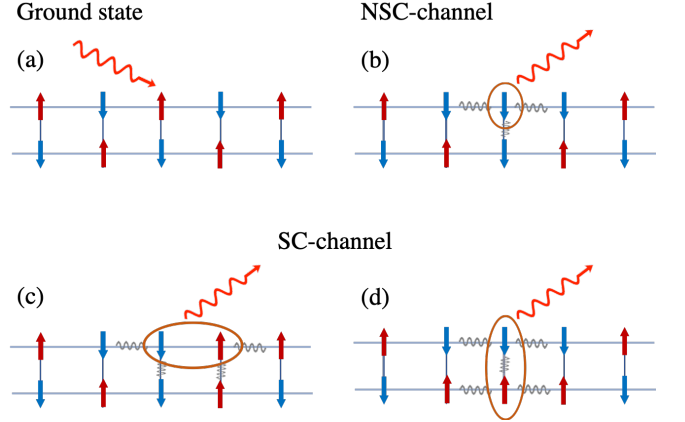 Ground state
NSC-channel
(a)
(b)
SC-channel
(c)
(d)